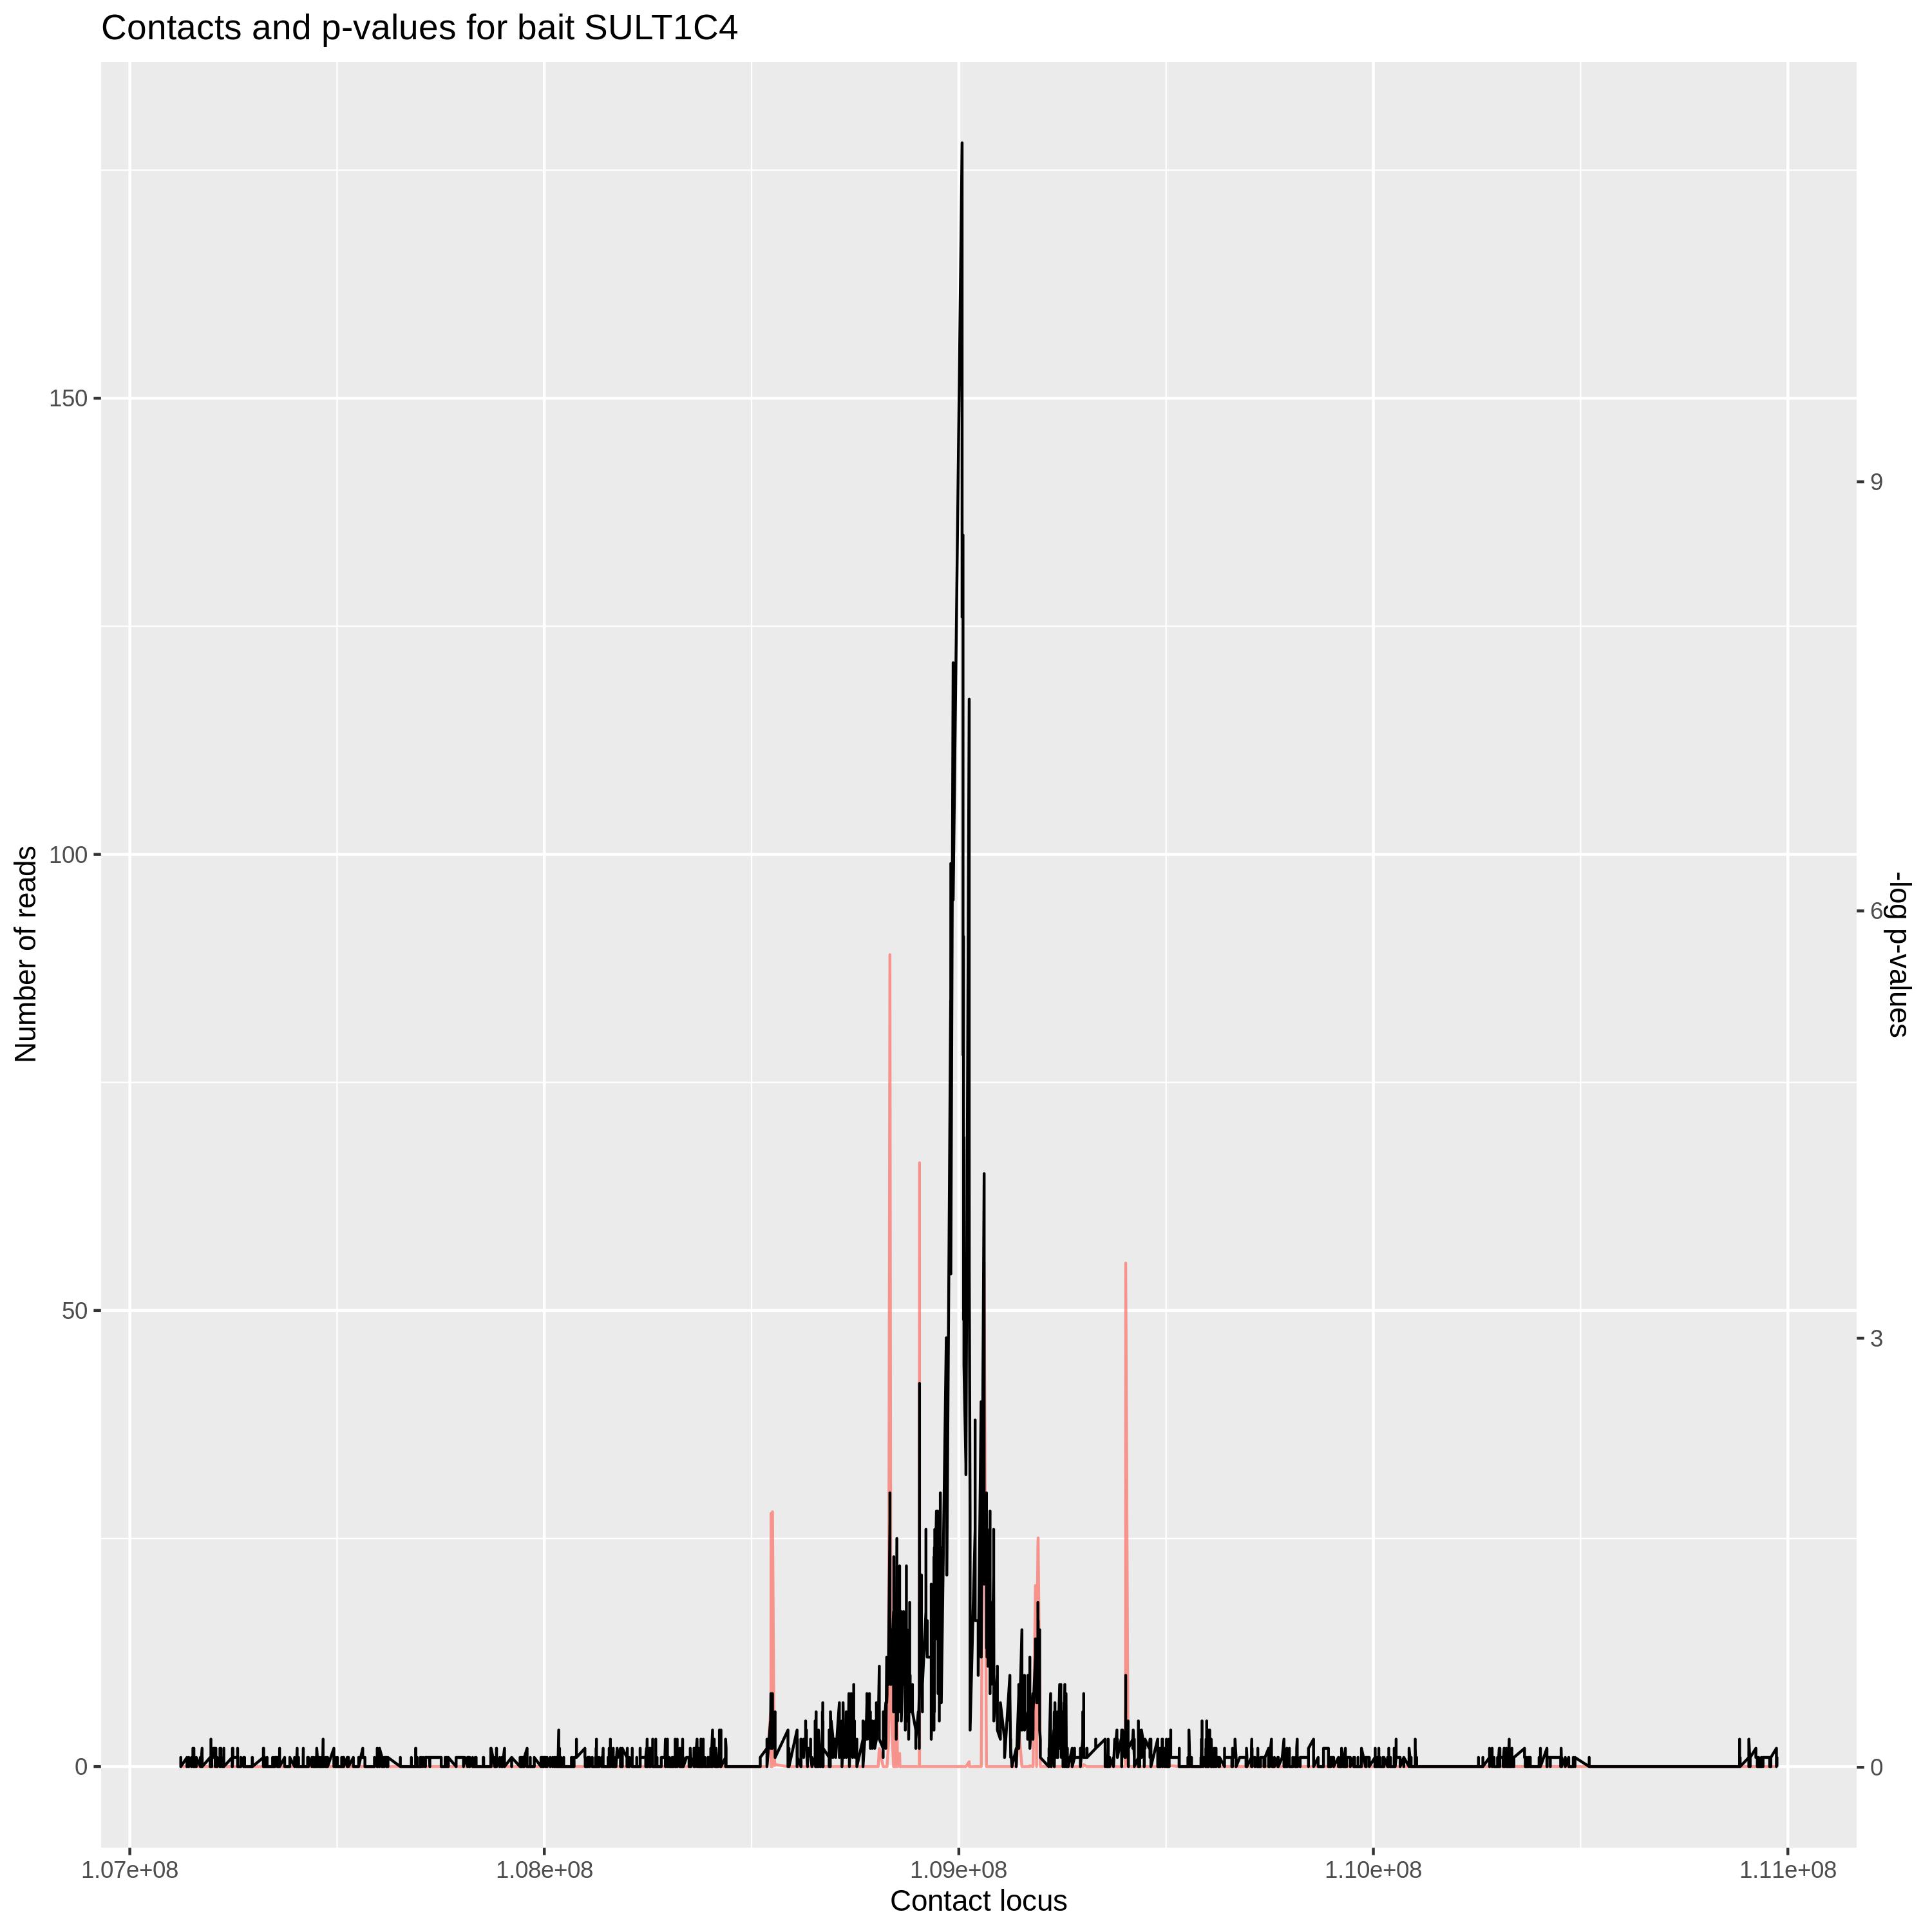 Contacts and p-values for bait SULT1C4
150
100
50
0
Number of reads
9
6
3
0
-log p-values
1.07e+08 1.08e+08 1.09e+08 1.10e+08 1.11e+08
Contact locus